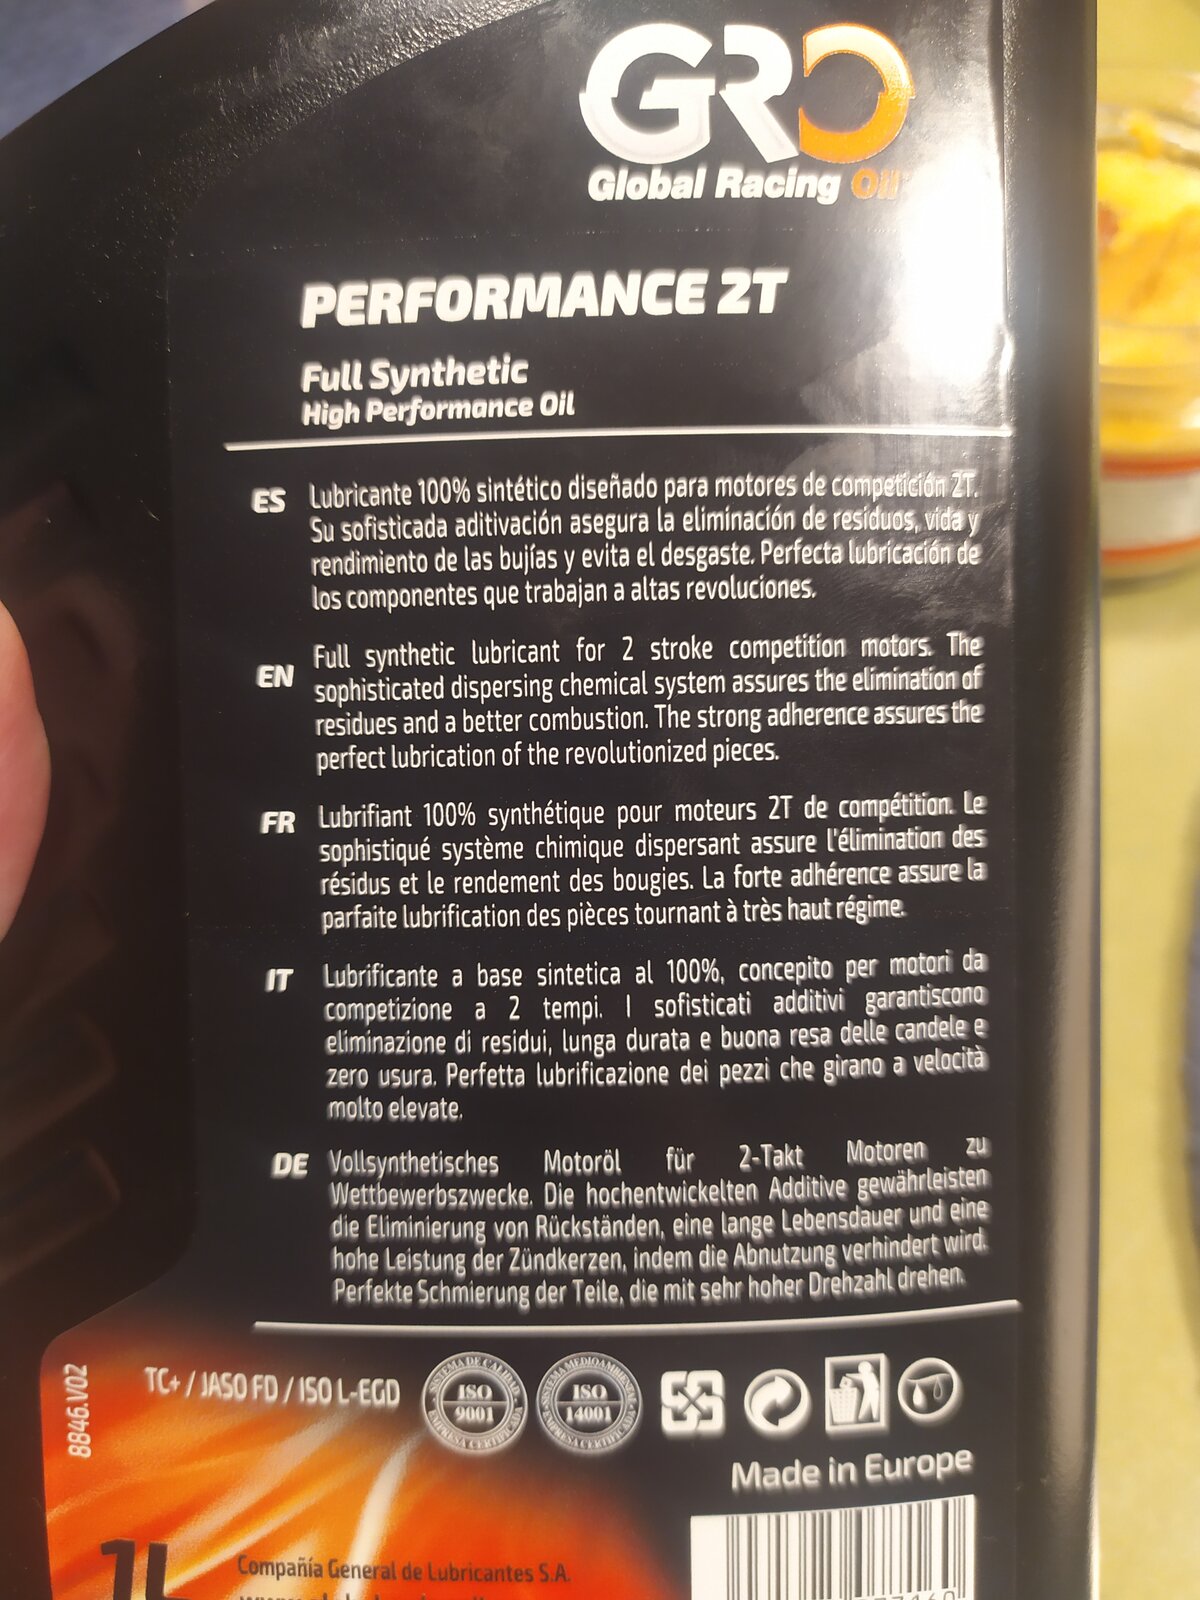 GRO
Global Racing Oil
PERFORMANCE 2T
Full Synthetic
High Performance Oil
ES
Lubricante 100% sintético diseñado para motores de competición 2T.
Su sofisticada aditivación asegura la eliminación de residuos, vida y
rendimiento de las bujías y evita el desgaste. Perfecta lubricación de
los componentes que trabajan a altas revoluciones.
EN
Full synthetic lubricant for 2 stroke competition motors. The
sophisticated dispersing chemical system assures the elimination of
residues and a better combustion. The strong adherence assures the
perfect lubrication of the revolutionized pieces.
FR
Lubrifiant 100% synthétique pour moteurs 2T de compétition. Le
sophistiqué système chimique dispersant assure l'élimination des
résidus et le rendement des bougies. La forte adhérence assure la
parfaite lubrification des pièces tournant à très haut régime.
IT
Lubrificante a base sintetica al 100%, concepito per motori da
competizione a 2 tempi. I sofisticati additivi garantiscono
eliminazione di residui, lunga durata e buona resa delle candele e
zero usura. Perfetta lubrificazione dei pezzi che girano a velocità
molto elevate.
DE
Vollsynthetisches Motoröl für 2-Takt Motoren zu
Wettbewerbszwecke. Die hochentwickelten Additive gewährleisten
die Eliminierung von Rückständen, eine lange Lebensdauer und eine
hohe Leistung der Zündkerzen, indem die Abnutzung verhindert wird.
Perfekte Schmierung der Teile, die mit sehr hoher Drehzahl drehen.
8846.V02
TC+ / JASO FD / ISO L-EGD
SISTEMA DE CALIDAD
ISO
9001
EMPRESA CERTIFICADA
SISTEMA MEDIOAMBIENTAL
ISO
14001
EMPRESA CERTIFICADA
Made in Europe
1L
Compañía General de Lubricantes S.A.